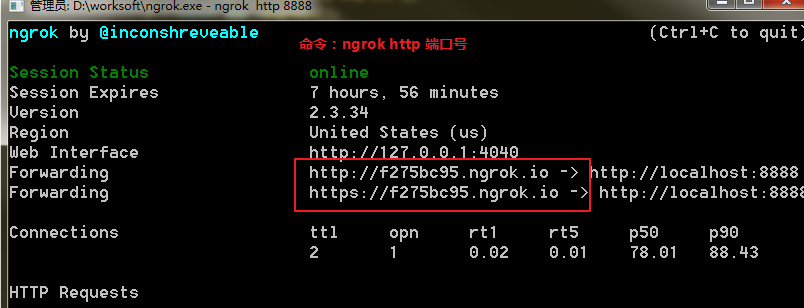 管理员: D:\worksoft\ngrok.exe - ngrok  http 8888
ngrok by @inconshreveable
命令：ngrok http 端口号
(Ctrl+C to quit)
Session Status online
Session Expires 7 hours, 56 minutes
Version 2.3.34
Region United States (us)
Web Interface http://127.0.0.1:4040
Forwarding http://f275bc95.ngrok.io -> http://localhost:8888
Forwarding https://f275bc95.ngrok.io -> http://localhost:888
Connections ttl opn rt1 rt5 p50 p90
2 1 0.02 0.01 78.01 88.43
HTTP Requests